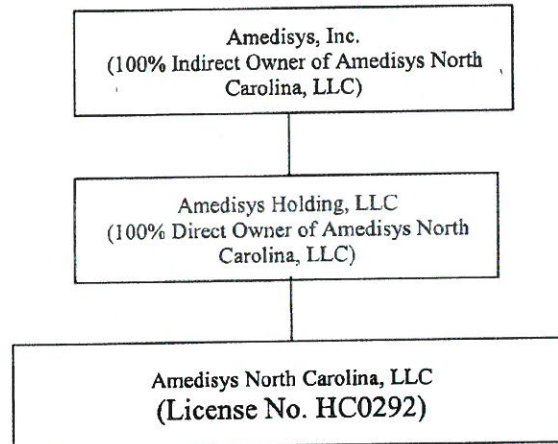 Amedisys, Inc.
(100% Indirect Owner of Amedisys North
Carolina, LLC)
Amedisys Holding, LLC
(100% Direct Owner of Amedisys North
Carolina, LLC)
Amedisys North Carolina, LLC
(License No. HC0292)